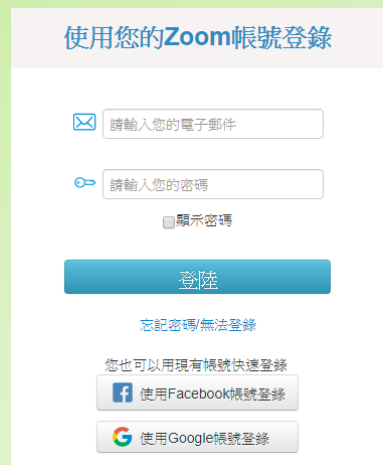 使用您的Zoom帳號登錄
請輸入您的電子郵件
請輸入您的密碼
顯示密碼
登陸
忘記密碼/無法登錄
您也可以用現有帳號快速登錄
使用Facebook帳號登錄
使用Google帳號登錄